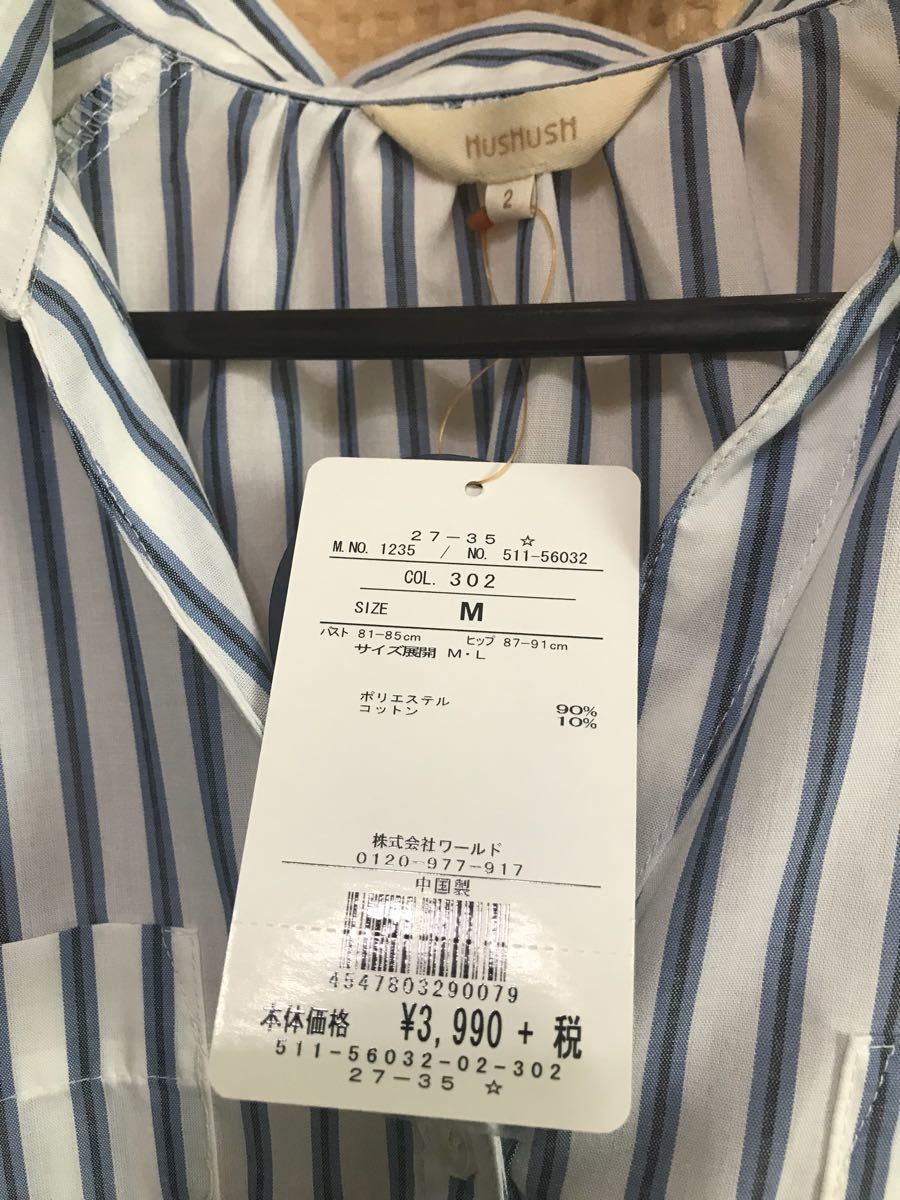 HusHusH
2
27-35 ☆
M.NO. 1235 / NO. 511-56032
COL. 302
SIZE M
バスト 81-85cm ヒップ 87-91cm
サイズ展開 M・L
ポリエステル 90%
コットン 10%
株式会社ワールド
0120-977-917
中国製
4547803290079
本体価格 ¥3,990 + 税
511-56032-02-302
27-35 ☆